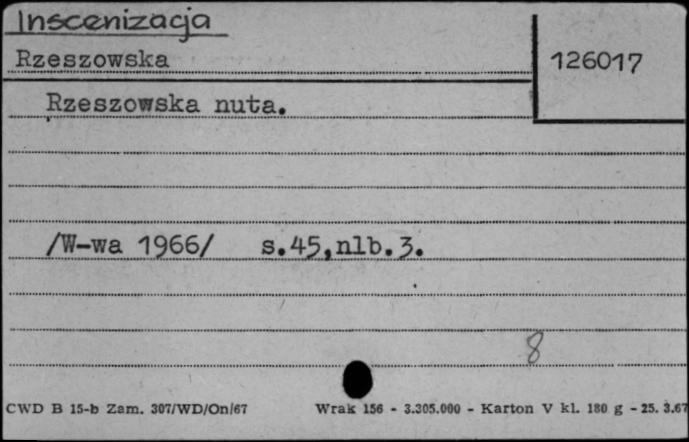 Inscenizacja
Rzeszowska
126017
Rzeszowska nuta.
/W-wa 1966/ s.45,nlb.3.
8
CWD B 15-b Zam. 307/WD/On/67 Wrak 156 - 3.305.000 - Karton V kl. 180 g - 25. 3.67